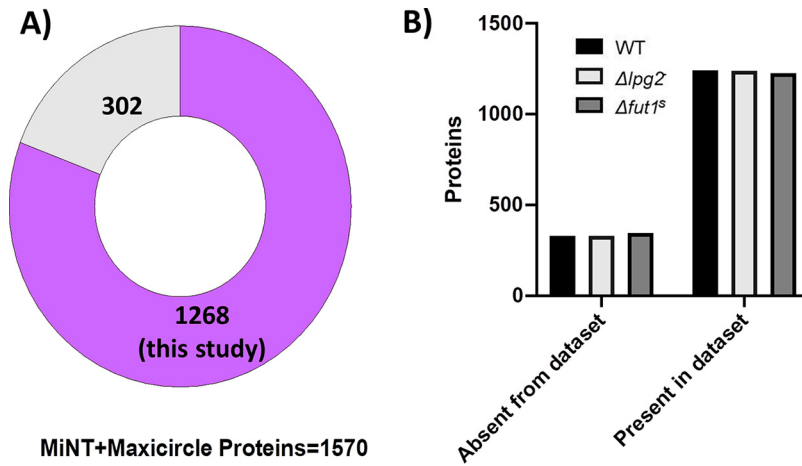 A)
302
1268
(this study)
MiNT+Maxicircle Proteins=1570
B)
Proteins
1500
1000
500
0
WT
Δlpg2⁻
Δfut1ˢ
Absent from dataset
Present in dataset